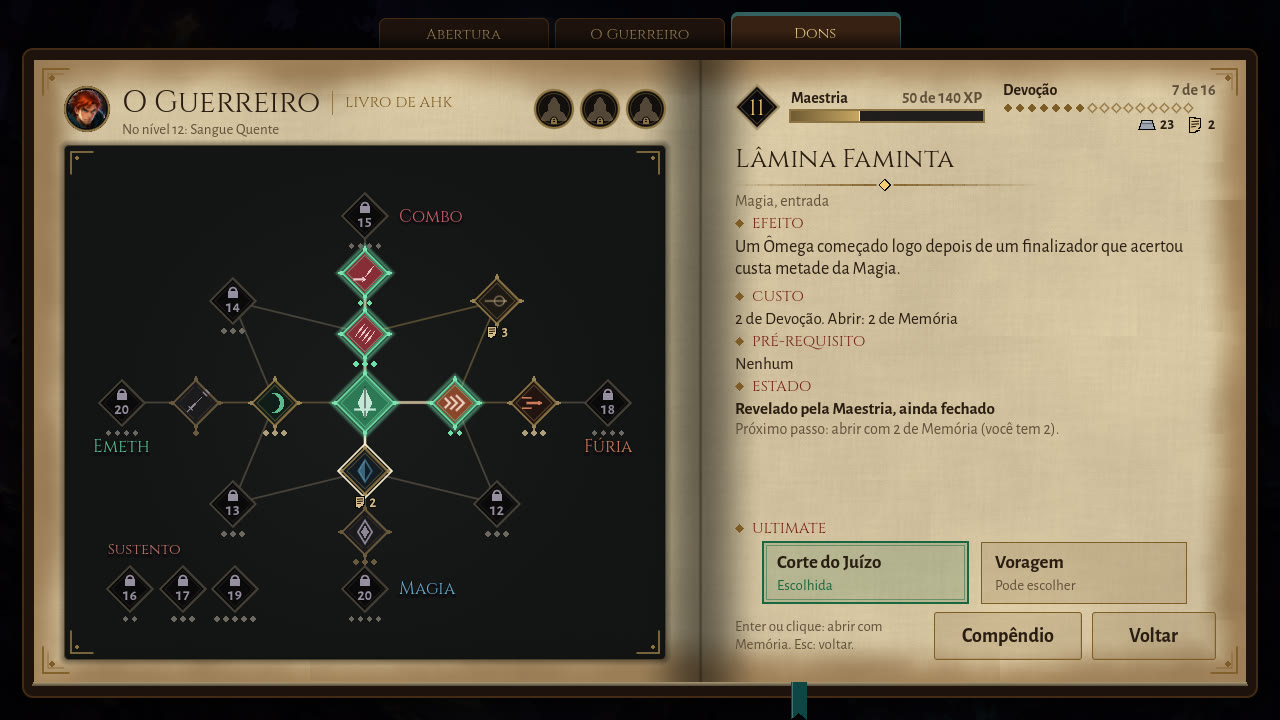 ABERTURA
O GUERREIRO
DONS
O GUERREIRO
LIVRO DE AHK
No nível 12: Sangue Quente
11
Maestria
50 de 140 XP
Devoção
7 de 16
23
2
15
COMBO
14
3
20
18
EMETH
FÚRIA
13
2
12
SUSTENTO
16
17
19
20
MAGIA
LÂMINA FAMINTA
Magia, entrada
EFEITO
Um Ômega começado logo depois de um finalizador que acertou
custa metade da Magia.
CUSTO
2 de Devoção. Abrir: 2 de Memória
PRÉ-REQUISITO
Nenhum
ESTADO
Revelado pela Maestria, ainda fechado
Próximo passo: abrir com 2 de Memória (você tem 2).
ULTIMATE
Corte do Juízo
Escolhida
Voragem
Pode escolher
Enter ou clique: abrir com
Memória. Esc: voltar.
Compêndio
Voltar